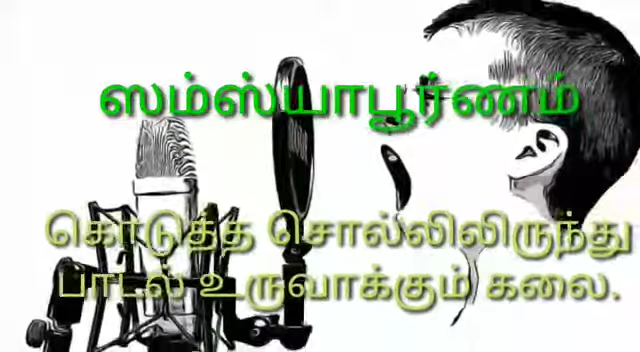 ஸம்ஸ்யாபூர்ணம்
கொடுத்த சொல்லிலிருந்து
பாடல் உருவாக்கும் கலை.